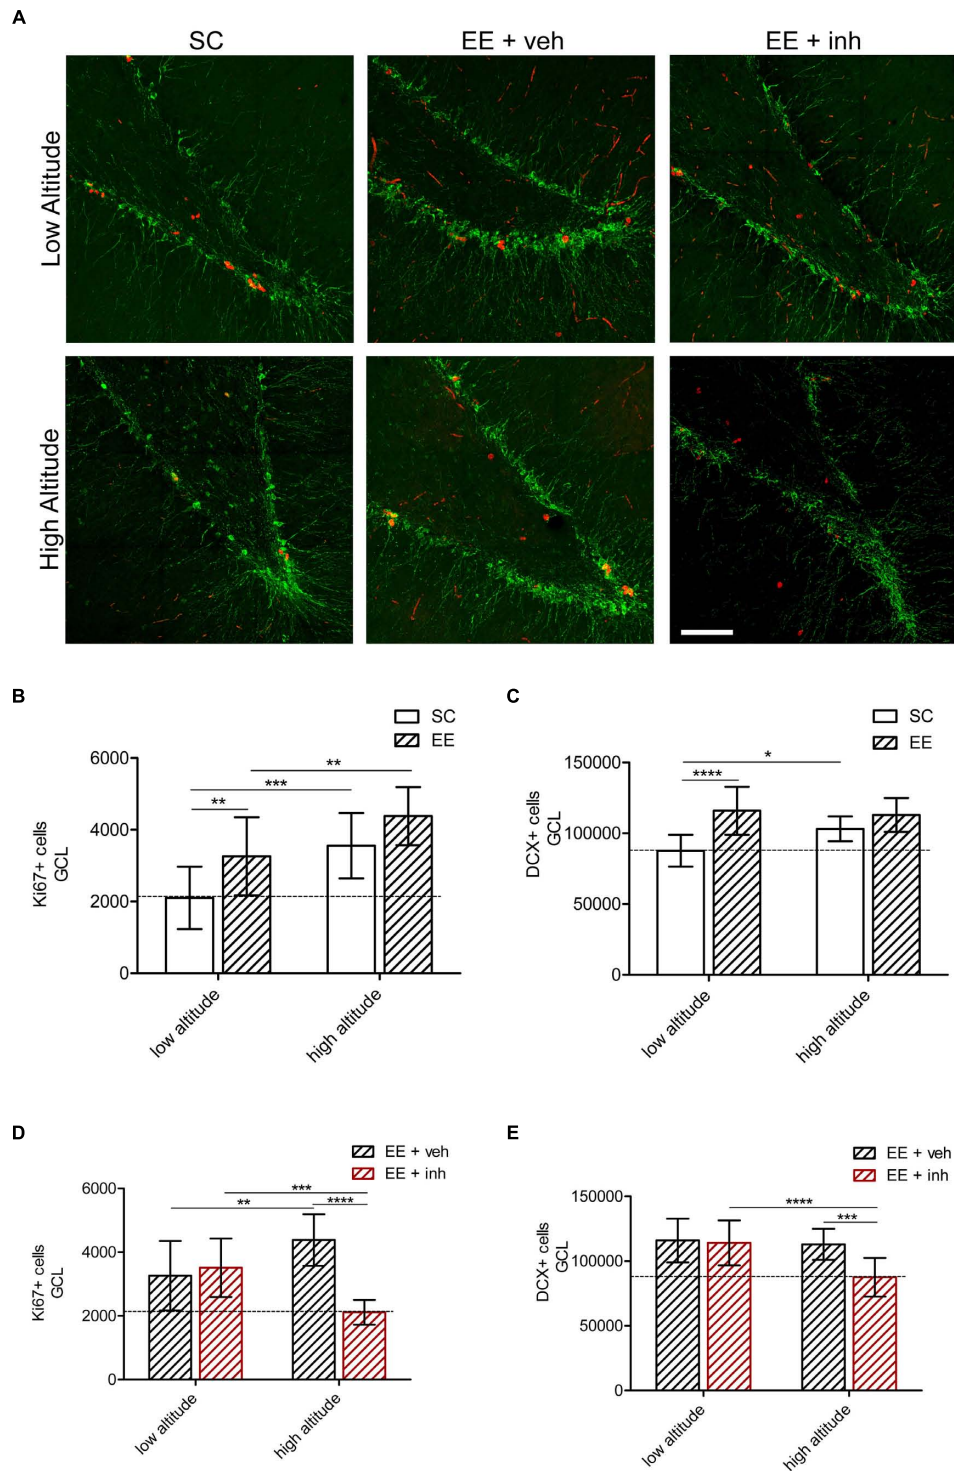 A
SC
EE + veh
EE + inh
Low Altitude
High Altitude
B
SC
EE
6000
4000
2000
0
Ki67+ cells
GCL
**
***
**
low altitude
high altitude
C
SC
EE
150000
100000
50000
0
DCX+ cells
GCL
*
****
low altitude
high altitude
D
EE + veh
EE + inh
6000
4000
2000
0
Ki67+ cells
GCL
***
**
****
low altitude
high altitude
E
EE + veh
EE + inh
150000
100000
50000
0
DCX+ cells
GCL
****
***
low altitude
high altitude